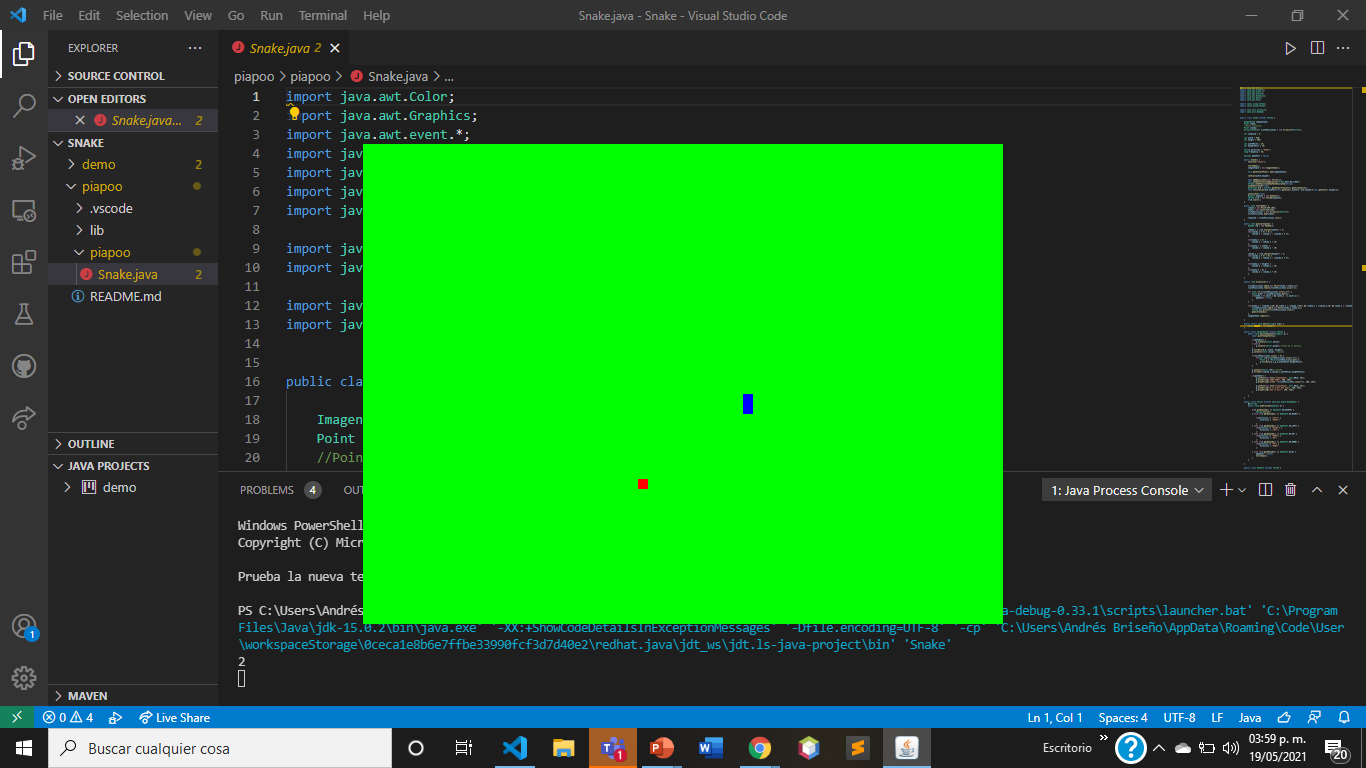 File Edit Selection View Go Run Terminal Help
Snake.java - Snake - Visual Studio Code
EXPLORER
SOURCE CONTROL
OPEN EDITORS
Snake.java... 2
SNAKE
demo 2
piapoo
.vscode
lib
piapoo
Snake.java 2
README.md
OUTLINE
JAVA PROJECTS
demo
MAVEN
Snake.java 2
piapoo > piapoo > Snake.java > ...
1 import java.awt.Color;
2 import java.awt.Graphics;
3 import java.awt.event.*;
4 import jav
5 import jav
6 import jav
7 import jav
8
9 import jav
10 import jav
11
12 import jav
13 import jav
14
15
16 public cla
17
18 Imagen
19 Point
20 //Poin
PROBLEMS 4 OUT
1: Java Process Console
Windows PowerShell
Copyright (C) Micr
Prueba la nueva te
PS C:\Users\Andrés a-debug-0.33.1\scripts\launcher.bat' 'C:\Program
Files\Java\jdk-15.0.2\bin\java.exe' '-XX:+ShowCodeDetailsInExceptionMessages' '-Dfile.encoding=UTF-8' '-cp' 'C:\Users\Andrés Briseño\AppData\Roaming\Code\User
\workspaceStorage\0ceca1e8b6e7ffbe33990fcf3d7d40e2\redhat.java\jdt_ws\jdt.ls-java-project\bin' 'Snake'
2
1
0 4 Live Share
Ln 1, Col 1 Spaces: 4 UTF-8 LF Java
Buscar cualquier cosa
1
Escritorio
03:59 p. m.
19/05/2021
20